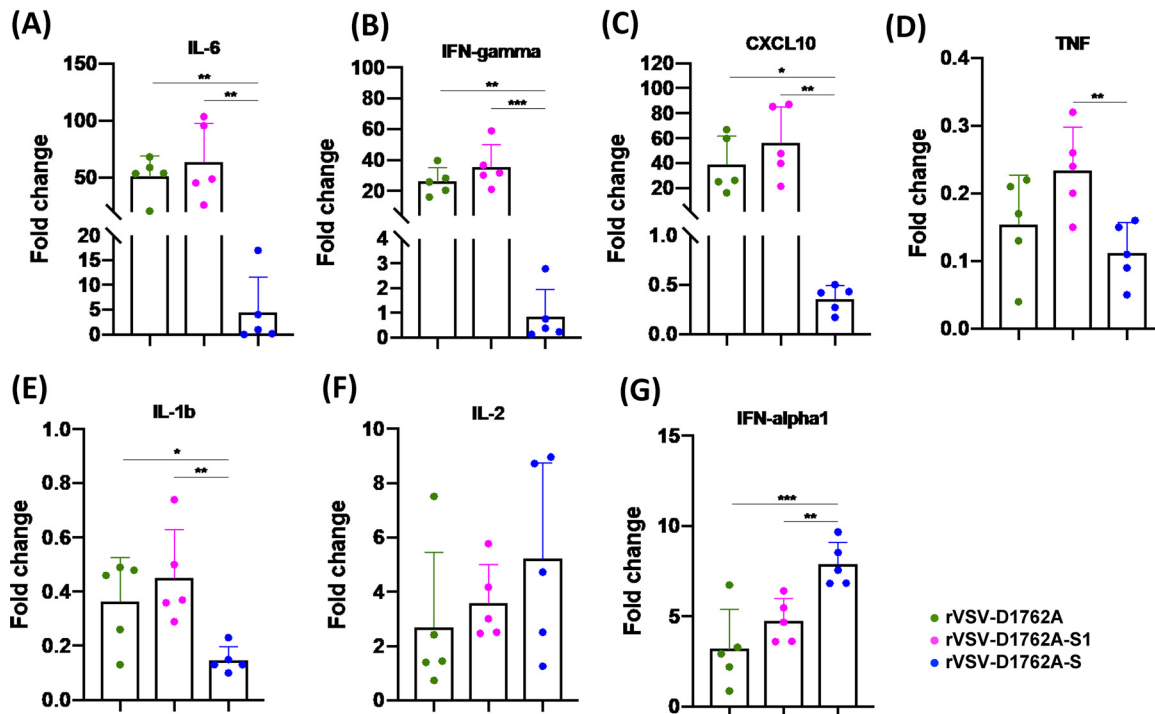 (A)
IL-6
Fold change
150
100
50
20
15
10
5
0
**
**
(B)
IFN-gamma
Fold change
100
80
60
40
20
4
3
2
1
0
**
***
(C)
CXCL10
Fold change
120
100
80
60
40
20
1.0
0.5
0.0
*
**
(D)
TNF
Fold change
0.4
0.3
0.2
0.1
0.0
**
(E)
IL-1b
Fold change
1.0
0.8
0.6
0.4
0.2
0.0
*
**
(F)
IL-2
Fold change
10
8
6
4
2
0
(G)
IFN-alpha1
Fold change
15
10
5
0
***
**
rVSV-D1762A
rVSV-D1762A-S1
rVSV-D1762A-S